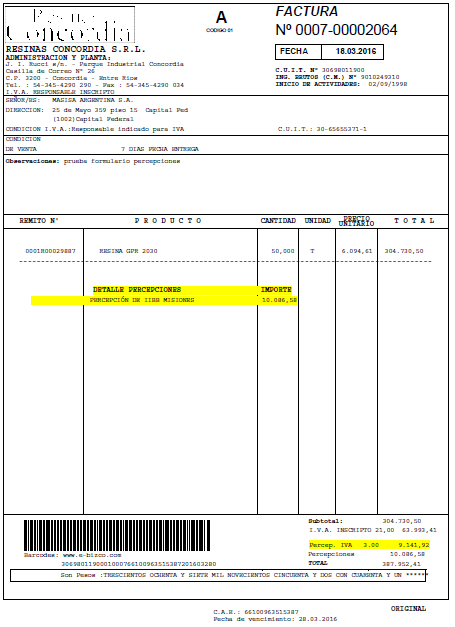 Resinas
Concordia
A
CODIGO 01
FACTURA
Nº 0007-00002064
FECHA 18.03.2016
RESINAS CONCORDIA S.R.L.
ADMINISTRACION Y PLANTA:
J. I. Rucci s/n. - Parque Industrial Concordia
Casilla de Correo Nº 26
C.P. 3200 - Concordia - Entre Rios
Tel. : 54-345-4290 290 - Fax : 54-345-4290 034
I.V.A. RESPONSABLE INSCRIPTO
C.U.I.T. Nº 30698011900
ING. BRUTOS (C.M.) Nº 9010249310
INICIO DE ACTIVIDADES: 02/09/1998
SEÑOR/ES: MASISA ARGENTINA S.A.
DIRECCION: 25 de Mayo 359 piso 15 Capital Fed
(1002)Capital Federal
CONDICION I.V.A.:Responsable indicado para IVA C.U.I.T.: 30-65655371-1
CONDICION
DE VENTA 7 DIAS FECHA ENTREGA
Observaciones: prueba formulario percepciones
REMITO Nº PRODUCTO CANTIDAD UNIDAD PRECIO UNITARIO TOTAL
0001R00029887 RESINA GPR 2030 50,000 T 6.094,61 304.730,50
DETALLE PERCEPCIONES IMPORTE
PERCEPCIÓN DE IIBB MISIONES 10.086,58
Subtotal: 304.730,50
I.V.A. INSCRIPTO 21,00 63.993,41
Percep. IVA 3.00 9.141,92
Percepciones 10.086,58
TOTAL 387.952,41
Barcodes: www.e-bizco.com
3069801190001000766100963515387201603280
Son Pesos :TRESCIENTOS OCHENTA Y SIETE MIL NOVECIENTOS CINCUENTA Y DOS CON CUARENTA Y UN ******
ORIGINAL
C.A.E.: 66100963515387
Fecha de vencimiento: 28.03.2016